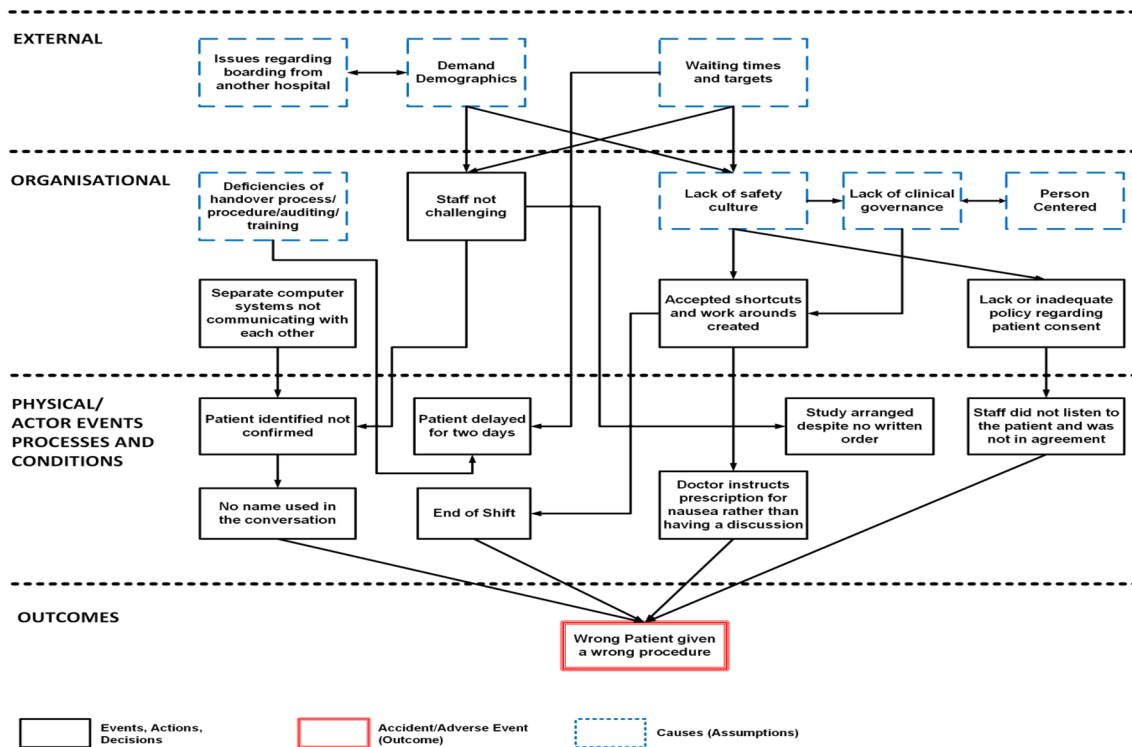 EXTERNAL
Issues regarding
boarding from
another hospital
Demand
Demographics
Waiting times
and targets
ORGANISATIONAL
Deficiencies of
handover process/
procedure/auditing/
training
Staff not
challenging
Lack of safety
culture
Lack of clinical
governance
Person
Centered
Separate computer
systems not
communicating with
each other
Accepted shortcuts
and work arounds
created
Lack or inadequate
policy regarding
patient consent
PHYSICAL/
ACTOR EVENTS
PROCESSES AND
CONDITIONS
Patient identified not
confirmed
Patient delayed
for two days
Study arranged
despite no written
order
Staff did not listen to
the patient and was
not in agreement
No name used in
the conversation
End of Shift
Doctor instructs
prescription for
nausea rather than
having a discussion
OUTCOMES
Wrong Patient given
a wrong procedure
Events, Actions,
Decisions
Accident/Adverse Event
(Outcome)
Causes (Assumptions)